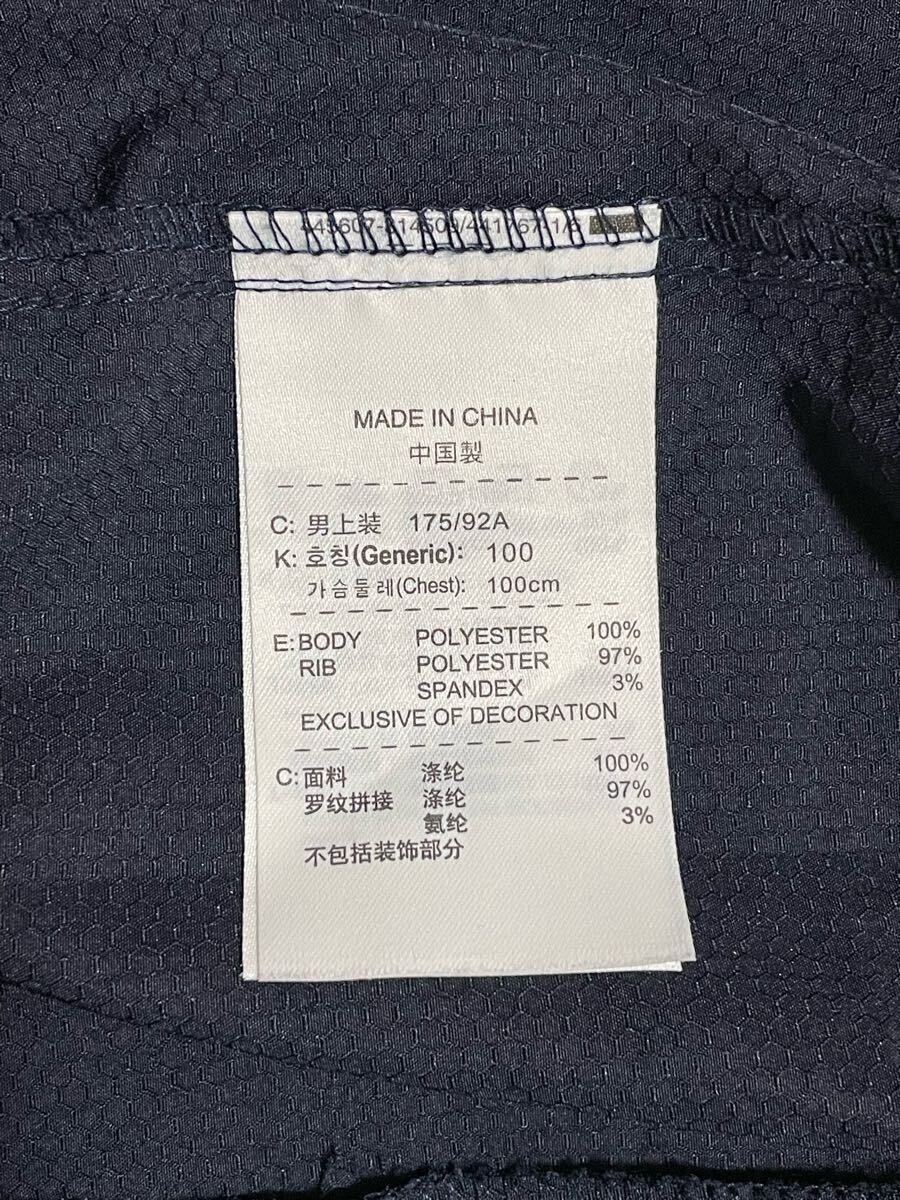 MADE IN CHINA
中国製
C: 男上装 175/92A
K: 호칭(Generic): 100
가슴둘레(Chest): 100cm
E: BODY POLYESTER 100%
RIB POLYESTER 97%
SPANDEX 3%
EXCLUSIVE OF DECORATION
C: 面料 涤纶 100%
罗纹拼接 涤纶 97%
氨纶 3%
不包括装饰部分